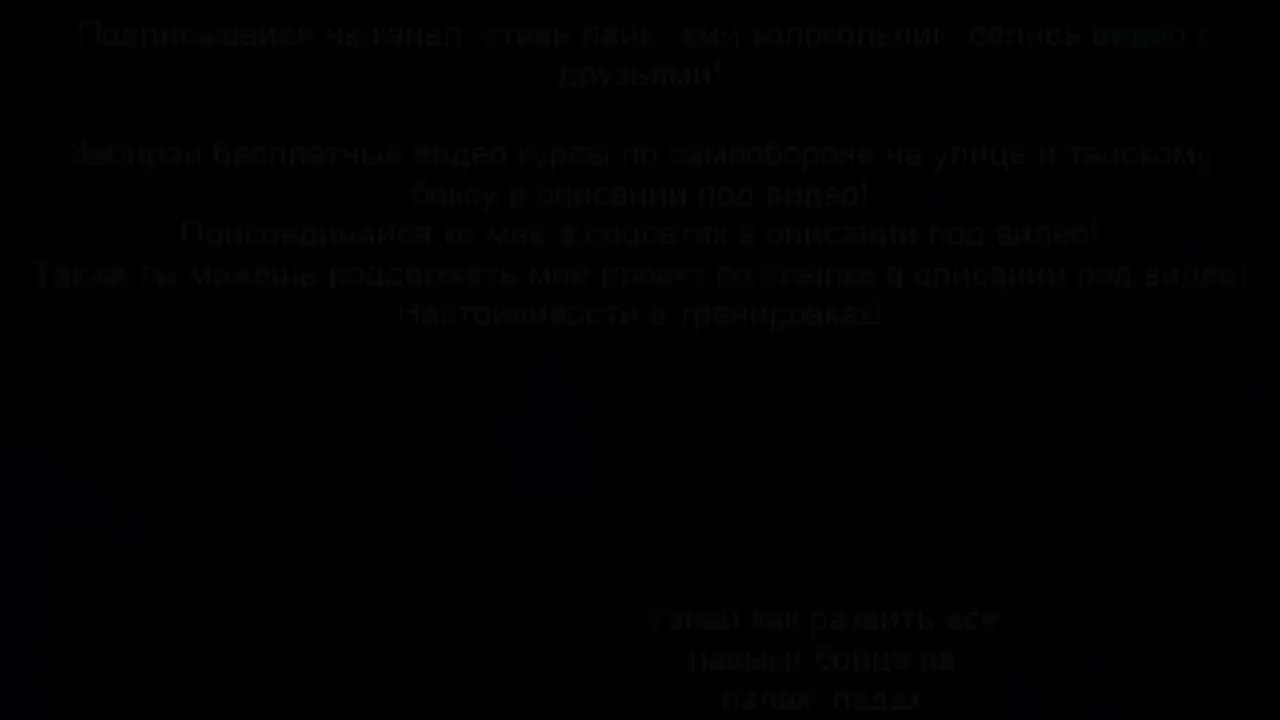 Подписывайся на канал, ставь лайк, жми колокольчик, делись видео с
друзьями!
Забирай бесплатные видео курсы по самообороне на улице и тайскому
боксу в описании под видео!
Присоединяйся ко мне в соцсетях в описании под видео!
Также ты можешь поддержать мой проект по ссылке в описании под видео!
Настойчивости в тренировках!
Узнай как развить все
навыки бойца на
лапах